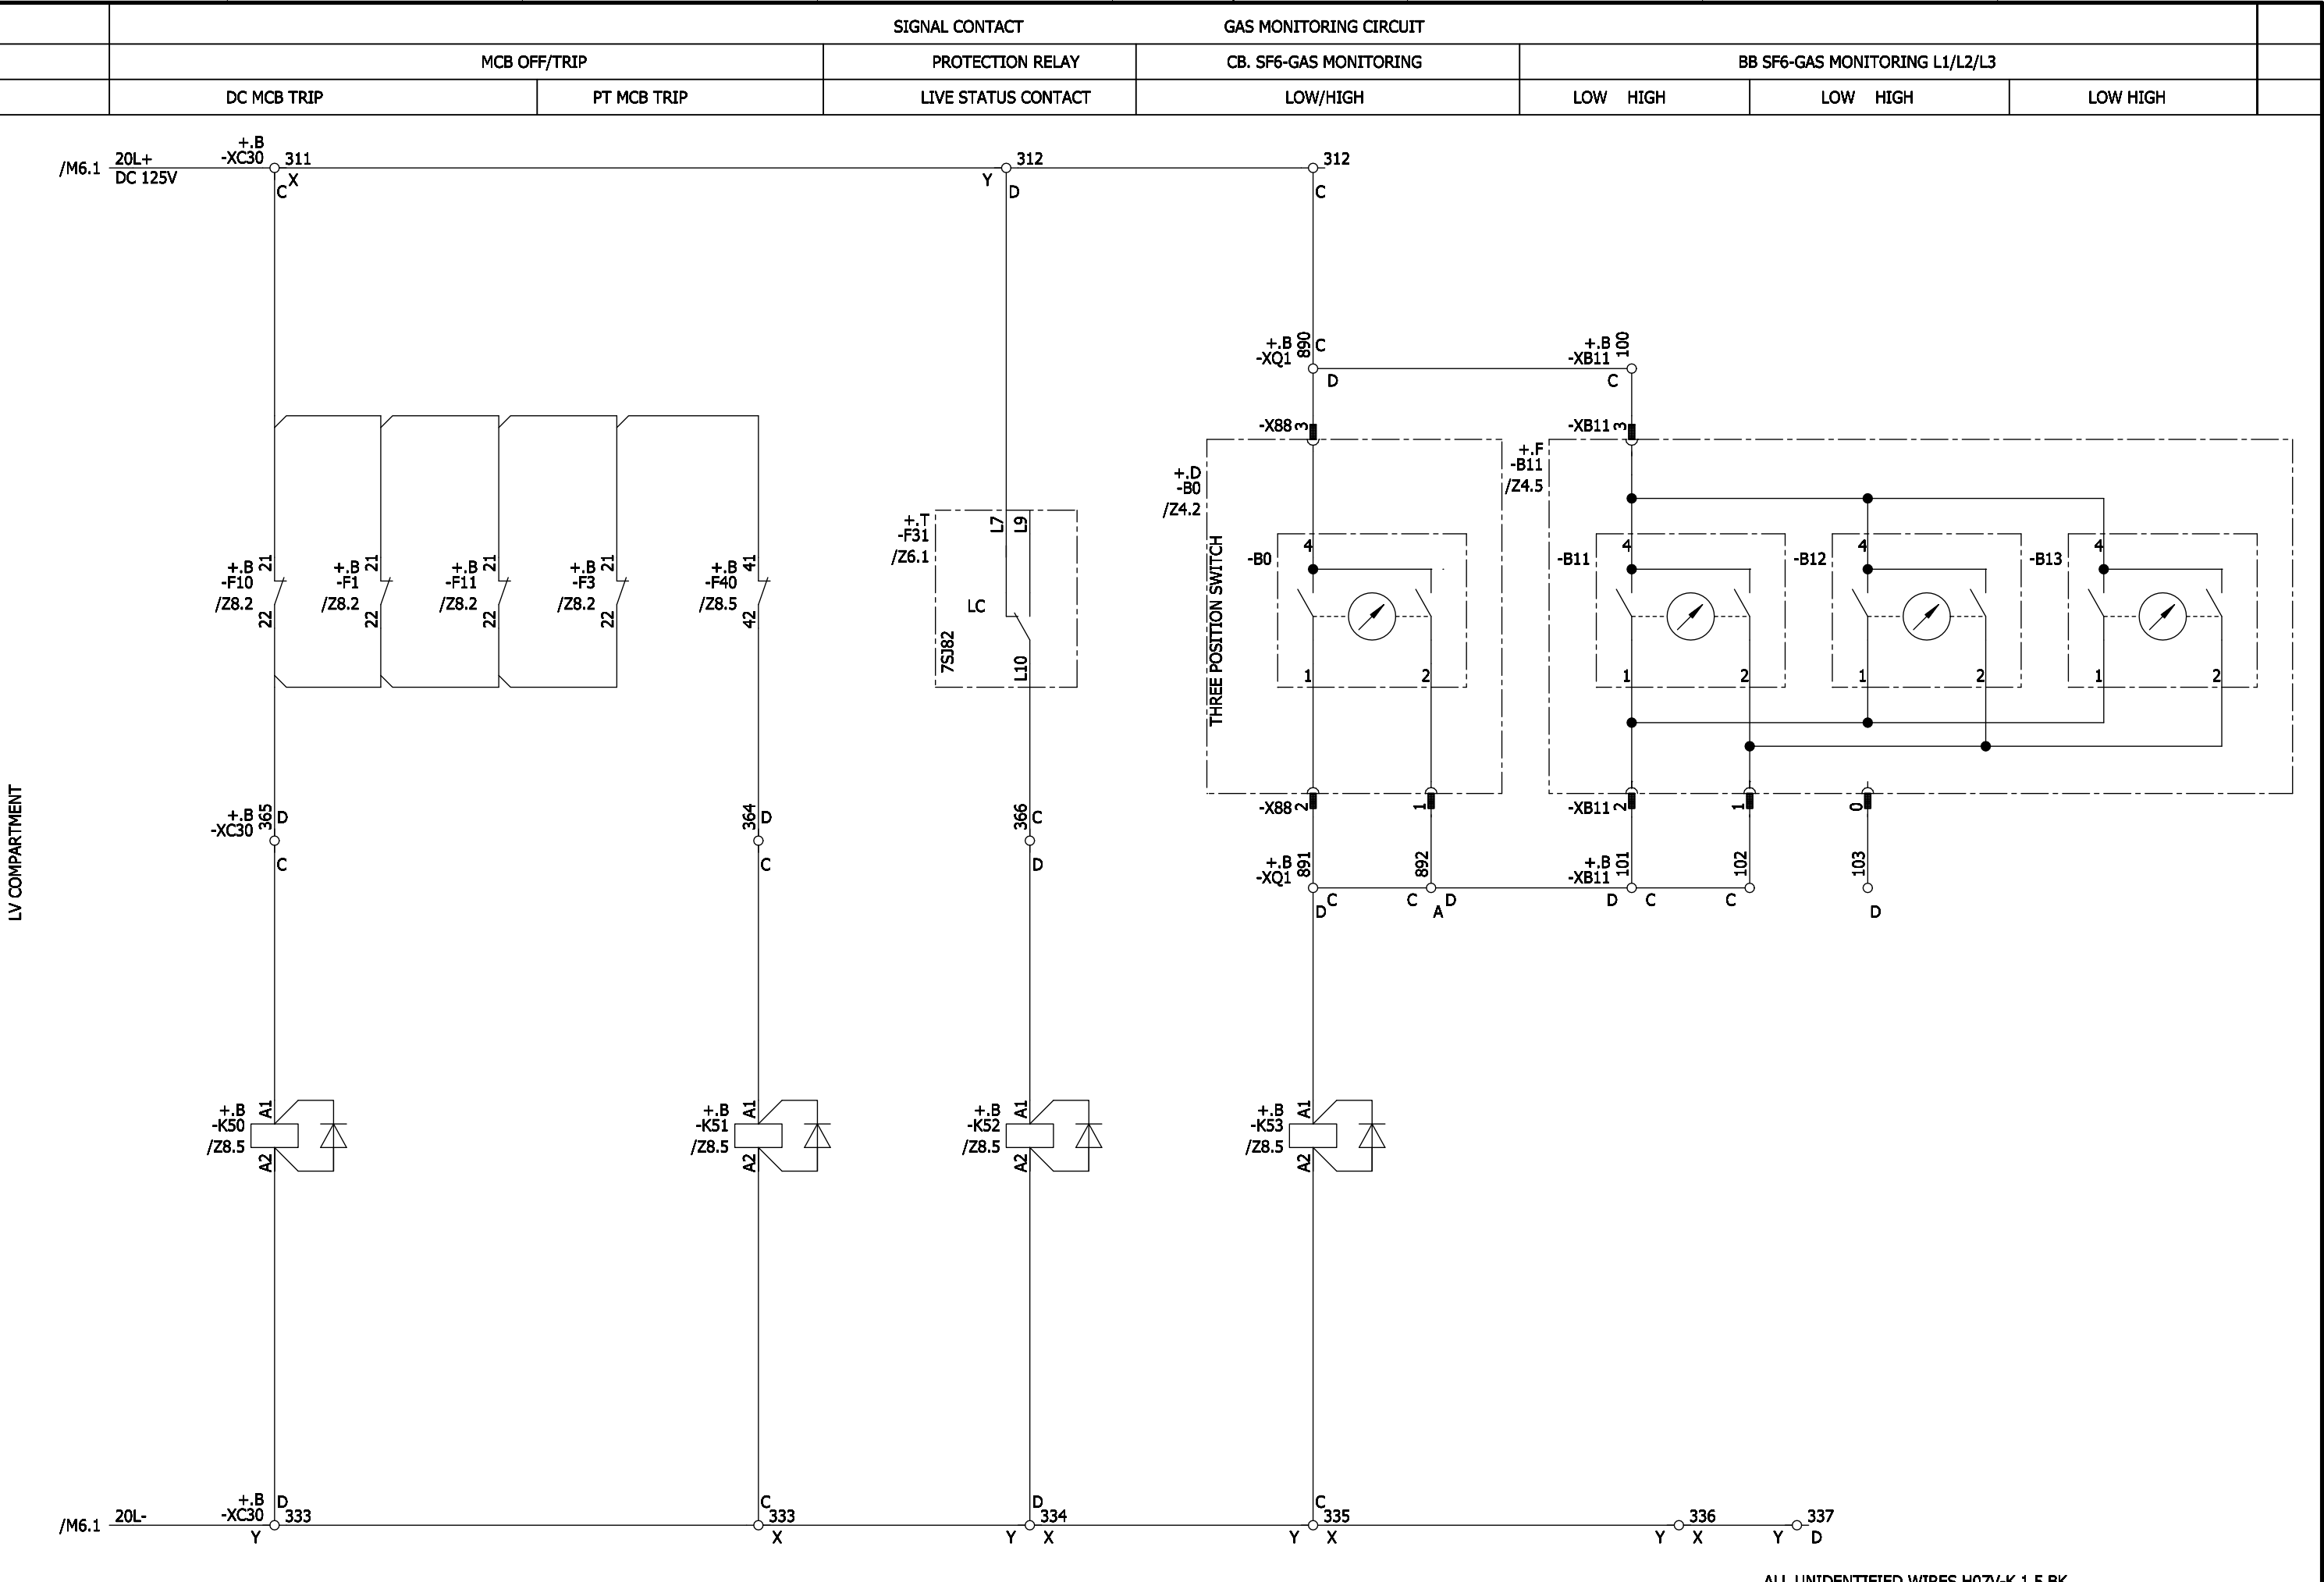 SIGNAL CONTACT GAS MONITORING CIRCUIT
MCB OFF/TRIP PROTECTION RELAY CB. SF6-GAS MONITORING BB SF6-GAS MONITORING L1/L2/L3
DC MCB TRIP PT MCB TRIP LIVE STATUS CONTACT LOW/HIGH LOW HIGH LOW HIGH LOW HIGH
+.B
/M6.1 20L+ -XC30 311 312 312
DC 125V C X Y D C
+.B 890 C +.B 100
-XQ1 -XB11
D C
-X88 3 -XB11 3
+.D
-B0
/Z4.2
+.F
-B11
/Z4.5
THREE POSITION SWITCH
+.B 21
-F10
/Z8.2
22
+.B 21
-F1
/Z8.2
22
+.B 21
-F11
/Z8.2
22
+.B 21
-F3
/Z8.2
22
+.B 41
-F40
/Z8.5
42
+.T
-F31
/Z6.1
L7 L9
LC
7SJ82
L10
-B0 4
1 2
-B11 4
1 2
-B12 4
1 2
-B13 4
1 2
LV COMPARTMENT
-X88 2 1 -XB11 2 1 0
+.B 365 D
-XC30
C
364 D
C
366 C
D
+.B 891
-XQ1
D C
892
C A D
+.B 101
-XB11
D C
102
C
103
D
+.B A1
-K50
/Z8.5
A2
+.B A1
-K51
/Z8.5
A2
+.B A1
-K52
/Z8.5
A2
+.B A1
-K53
/Z8.5
A2
+.B D C D C
/M6.1 20L- -XC30 333 333 334 335 336 337
Y X Y X Y X Y X Y D
ALL UNIDENTIFIED WIRES H07V-K 1,5 BK